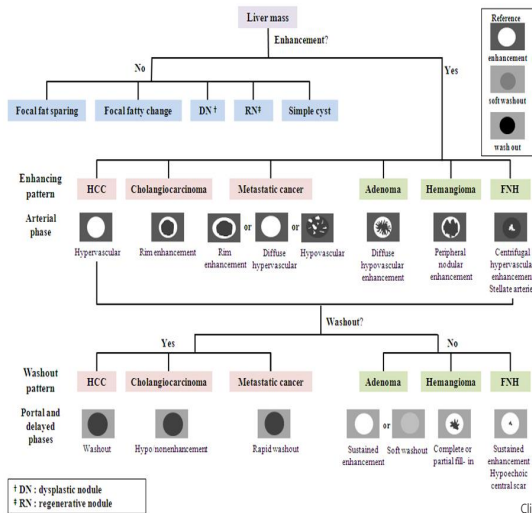 Liver mass
Reference
Enhancement?
enhancement
No
Yes
soft washout
Focal fat sparing
Focal fatty change
DN †
RN‡
Simple cyst
wash out
Enhancing pattern
HCC
Cholangiocarcinoma
Metastatic cancer
Adenoma
Hemangioma
FNH
Arterial phase
or
or
Hypervascular
Rim enhancement
Rim enhancement
Diffuse hypervascular
Hypovascular
Diffuse hypovascular enhancement
Peripheral nodular enhancement
Centrifugal hypervascular enhancemen
Stellate arterie
Washout?
Yes
No
Washout pattern
HCC
Cholangiocarcinoma
Metastatic cancer
Adenoma
Hemangioma
FNH
Portal and delayed phases
or
Washout
Hypo/nonenhancement
Rapid washout
Sustained enhancement
Soft washout
Complete or partial fill- in
Sustained enhancement
Hypoechoic central scar
† DN : dysplastic nodule
‡ RN : regenerative nodule
Cli